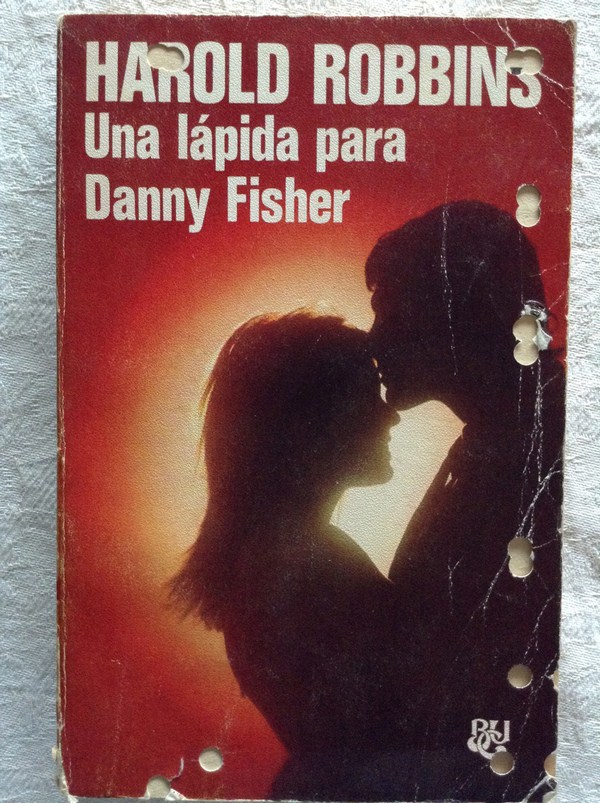 HAROLD ROBBINS
Una lápida para
Danny Fisher